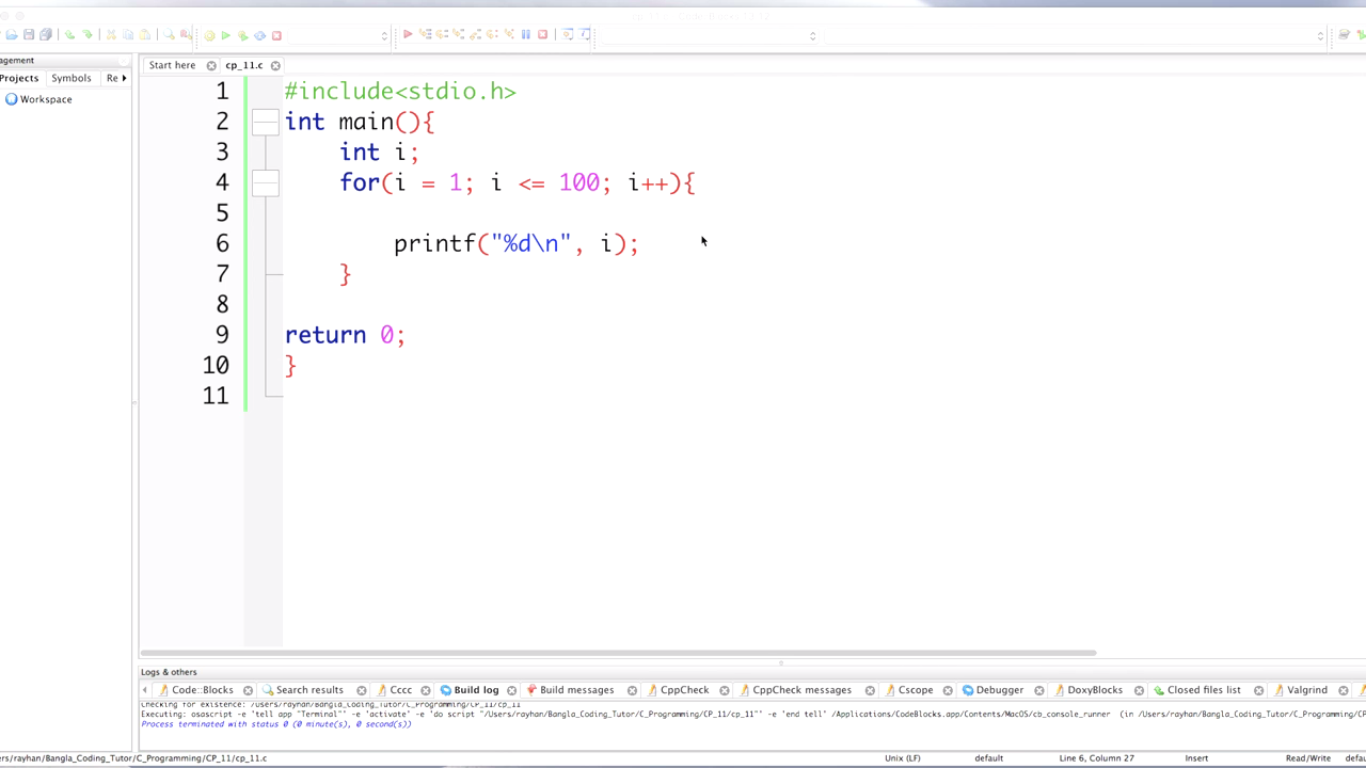 agement
Start here
cp_11.c
Projects
Symbols
Re
Workspace
1 #include<stdio.h>
2 int main(){
3 int i;
4 for(i = 1; i <= 100; i++){
5
6 printf("%d\n", i);
7 }
8
9 return 0;
10 }
11
Logs & others
Code::Blocks
Search results
Cccc
Build log
Build messages
CppCheck
CppCheck messages
Cscope
Debugger
DoxyBlocks
Closed files list
Valgrind
Checking for existence: /Users/rayhan/Bangla_Coding_Tutor/C_Programming/CP_11/cp_11
Executing: osascript -e 'tell app "Terminal"' -e 'activate' -e 'do script "/Users/rayhan/Bangla_Coding_Tutor/C_Programming/CP_11/cp_11"' -e 'end tell' /Applications/CodeBlocks.app/Contents/MacOS/cb_console_runner (in /Users/rayhan/Bangla_Coding_Tutor/C_Programming/CP
Process terminated with status 0 (0 minute(s), 0 second(s))
ers/rayhan/Bangla_Coding_Tutor/C_Programming/CP_11/cp_11.c
Unix (LF)
default
Line 6, Column 27
Insert
Read/Write
defau